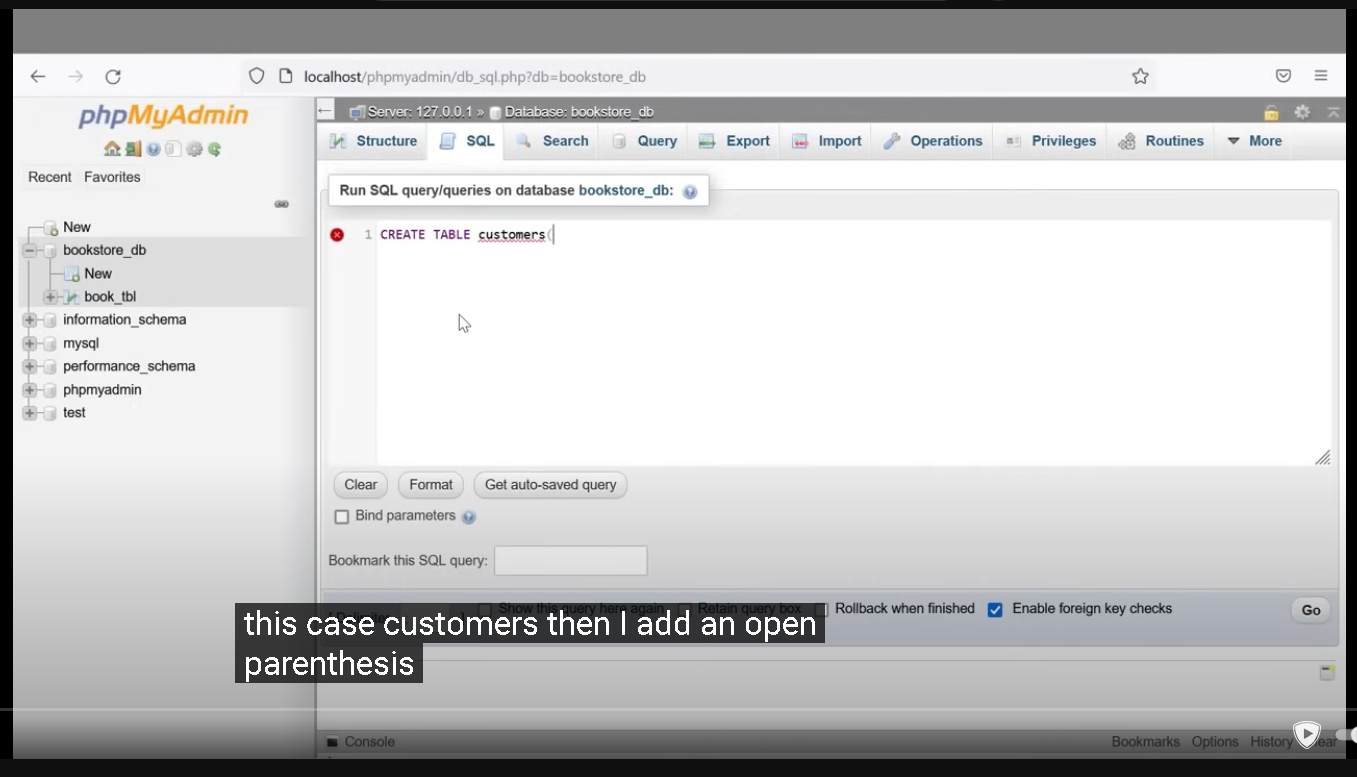 localhost/phpmyadmin/db_sql.php?db=bookstore_db
phpMyAdmin
Server: 127.0.0.1 » Database: bookstore_db
Structure SQL Search Query Export Import Operations Privileges Routines More
Recent Favorites
Run SQL query/queries on database bookstore_db:
New
bookstore_db
New
book_tbl
information_schema
mysql
performance_schema
phpmyadmin
test
1 CREATE TABLE customers(
Clear Format Get auto-saved query
Bind parameters
Bookmark this SQL query:
[ Delimiter ] Show this query here again Retain query box Rollback when finished Enable foreign key checks Go
this case customers then I add an open
parenthesis
Console Bookmarks Options History